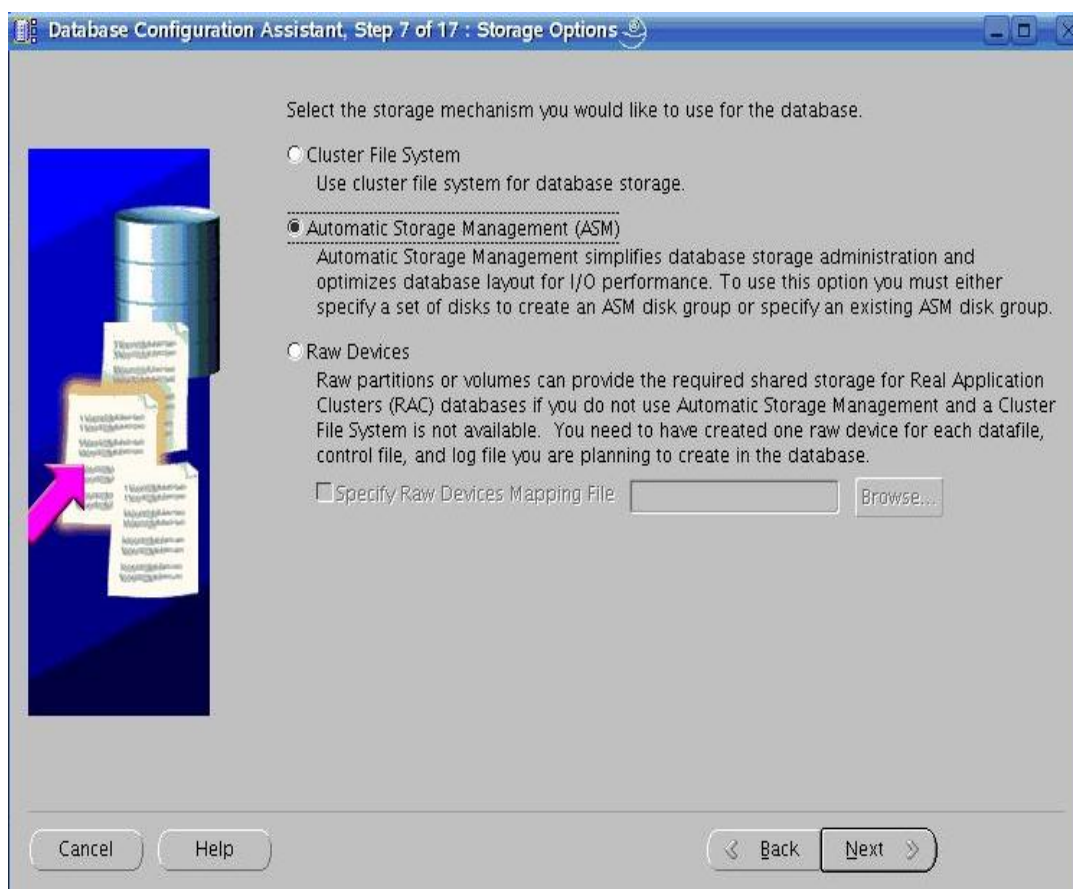 Database Configuration Assistant, Step 7 of 17 : Storage Options
Select the storage mechanism you would like to use for the database.
Cluster File System
Use cluster file system for database storage.
Automatic Storage Management (ASM)
Automatic Storage Management simplifies database storage administration and
optimizes database layout for I/O performance. To use this option you must either
specify a set of disks to create an ASM disk group or specify an existing ASM disk group.
Raw Devices
Raw partitions or volumes can provide the required shared storage for Real Application
Clusters (RAC) databases if you do not use Automatic Storage Management and a Cluster
File System is not available. You need to have created one raw device for each datafile,
control file, and log file you are planning to create in the database.
Specify Raw Devices Mapping File
Browse...
Cancel
Help
Back
Next